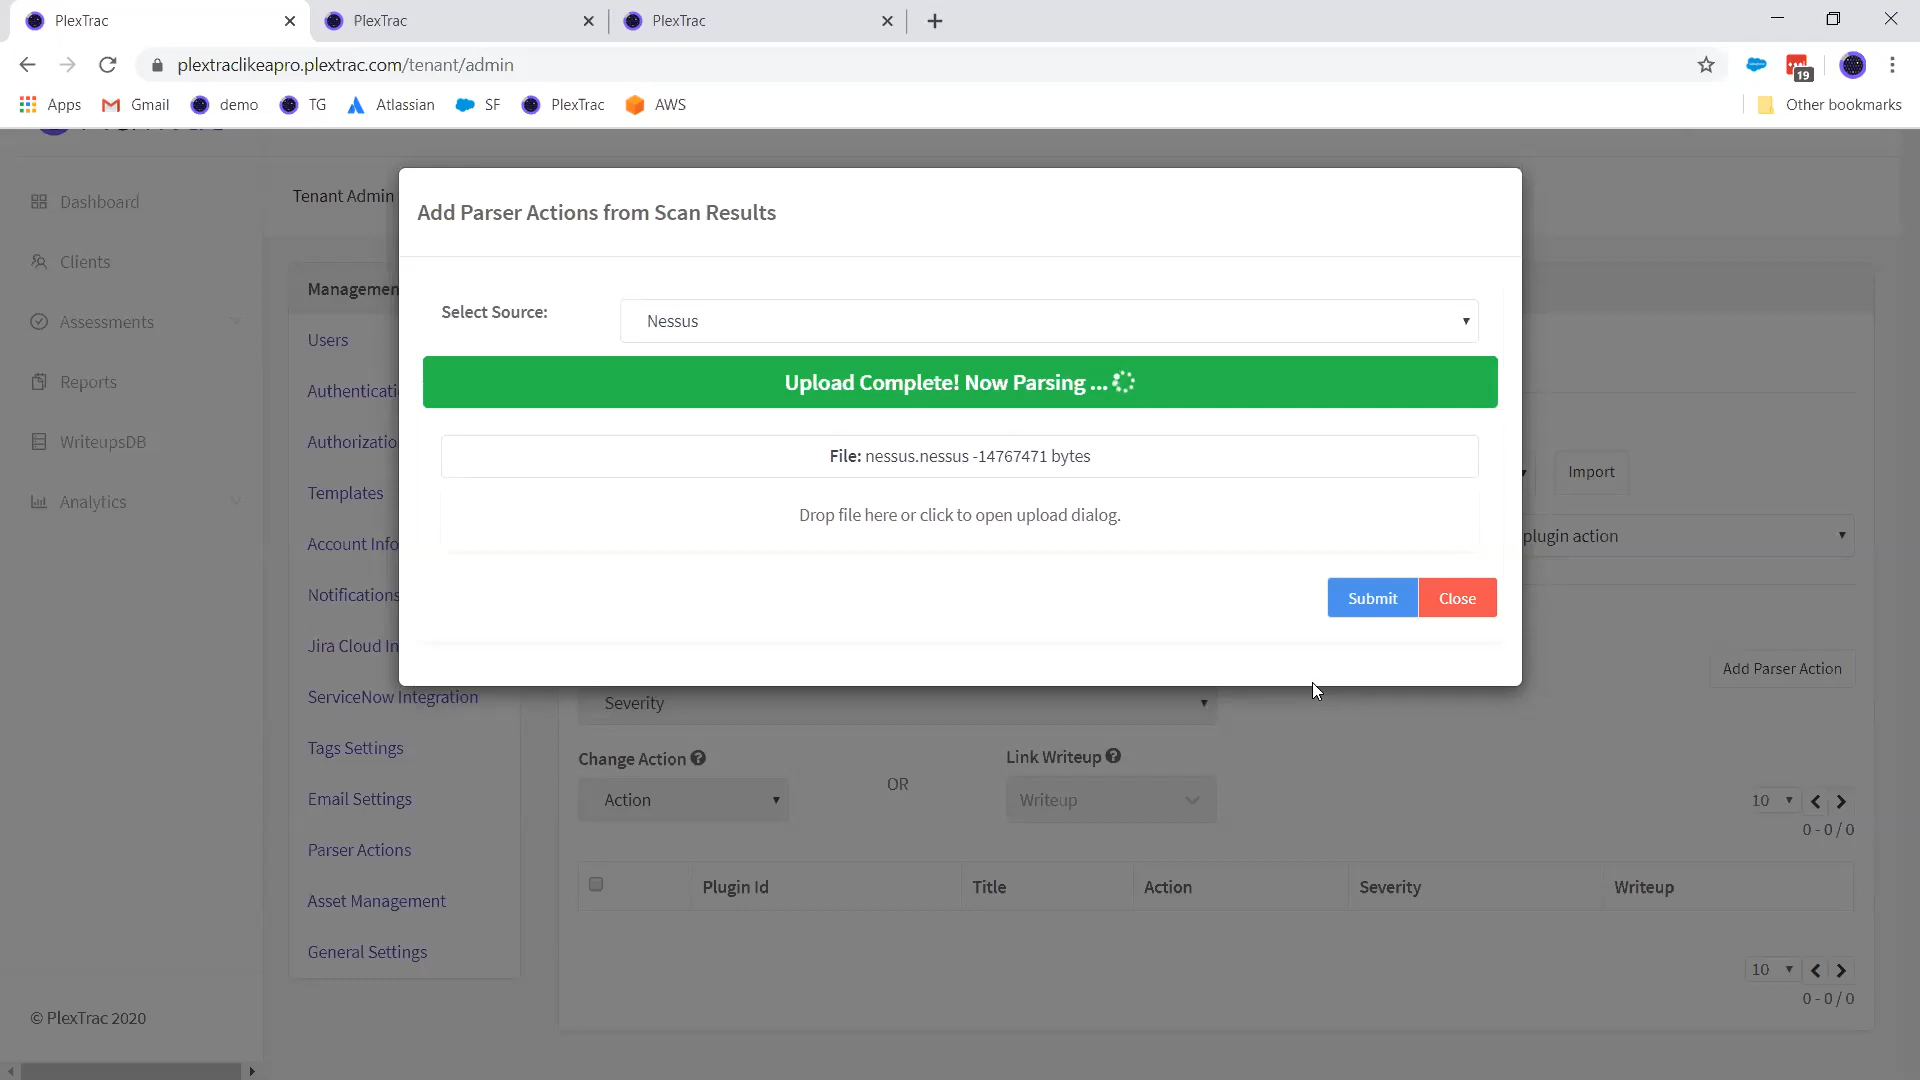 PlexTrac
PlexTrac
PlexTrac
plextraclikeapro.plextrac.com/tenant/admin
19
Apps
Gmail
demo
TG
Atlassian
SF
PlexTrac
AWS
Other bookmarks
Dashboard
Clients
Assessments
Reports
WriteupsDB
Analytics
© PlexTrac 2020
Tenant Admin
Managemen
Users
Authenticati
Authorizatio
Templates
Account Info
Notifications
Jira Cloud In
ServiceNow Integration
Tags Settings
Email Settings
Parser Actions
Asset Management
General Settings
Add Parser Actions from Scan Results
Select Source:
Nessus
Upload Complete! Now Parsing ...
File: nessus.nessus -14767471 bytes
Drop file here or click to open upload dialog.
Submit
Close
Import
plugin action
Add Parser Action
Severity
Change Action
Action
OR
Link Writeup
Writeup
10
0 - 0 / 0
Plugin Id
Title
Action
Severity
Writeup
10
0 - 0 / 0